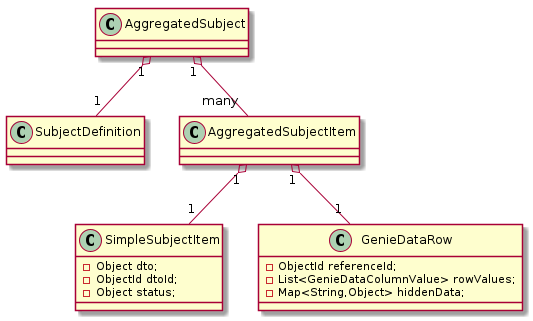 C AggregatedSubject
1 1
1 many
C SubjectDefinition
C AggregatedSubjectItem
1 1
1 1
C SimpleSubjectItem
Object dto;
ObjectId dtoId;
Object status;
C GenieDataRow
ObjectId referenceId;
List<GenieDataColumnValue> rowValues;
Map<String,Object> hiddenData;